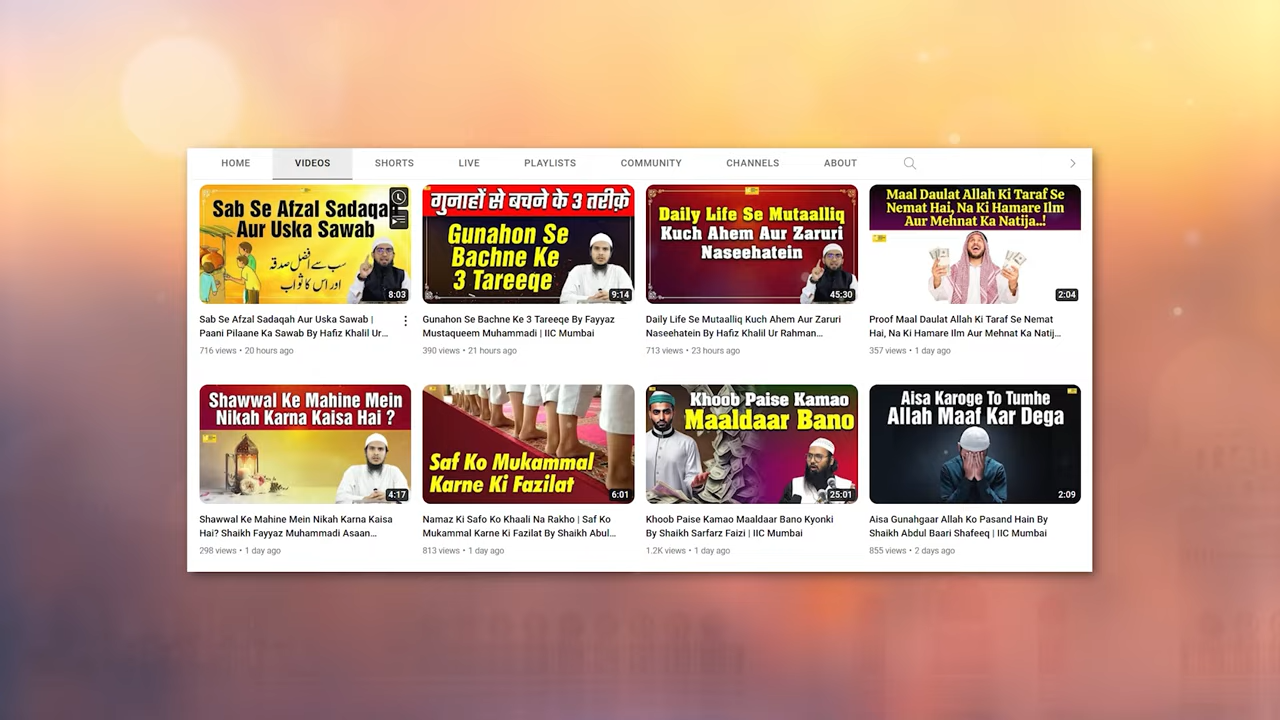 HOME VIDEOS SHORTS LIVE PLAYLISTS COMMUNITY CHANNELS ABOUT
Sab Se Afzal Sadaqa
Aur Uska Sawab
سب سے افضل صدقہ
اور اس کا ثواب
8:03
Sab Se Afzal Sadaqah Aur Uska Sawab |
Paani Pilaane Ka Sawab By Hafiz Khalil Ur...
716 views • 20 hours ago
गुनाहों से बचने के 3 तरीक़े
Gunahon Se
Bachne Ke
3 Tareeqe
9:14
Gunahon Se Bachne Ke 3 Tareeqe By Fayyaz
Mustaqueem Muhammadi | IIC Mumbai
390 views • 21 hours ago
Daily Life Se Mutaalliq
Kuch Ahem Aur Zaruri
Naseehatein
45:30
Daily Life Se Mutaalliq Kuch Ahem Aur Zaruri
Naseehatein By Hafiz Khalil Ur Rahman...
713 views • 23 hours ago
Maal Daulat Allah Ki Taraf Se
Nemat Hai, Na Ki Hamare Ilm
Aur Mehnat Ka Natija..!
2:04
Proof Maal Daulat Allah Ki Taraf Se Nemat
Hai, Na Ki Hamare Ilm Aur Mehnat Ka Natij...
357 views • 1 day ago
Shawwal Ke Mahine Mein
Nikah Karna Kaisa Hai ?
4:17
Shawwal Ke Mahine Mein Nikah Karna Kaisa
Hai? Shaikh Fayyaz Muhammadi Asaan...
298 views • 1 day ago
Saf Ko Mukammal
Karne Ki Fazilat
6:01
Namaz Ki Safo Ko Khaali Na Rakho | Saf Ko
Mukammal Karne Ki Fazilat By Shaikh Abul...
813 views • 1 day ago
Khoob Paise Kamao
Maaldaar Bano
25:01
Khoob Paise Kamao Maaldaar Bano Kyonki
By Shaikh Sarfarz Faizi | IIC Mumbai
1.2K views • 1 day ago
Aisa Karoge To Tumhe
Allah Maaf Kar Dega
2:09
Aisa Gunahgaar Allah Ko Pasand Hain By
Shaikh Abdul Baari Shafeeq | IIC Mumbai
855 views • 2 days ago